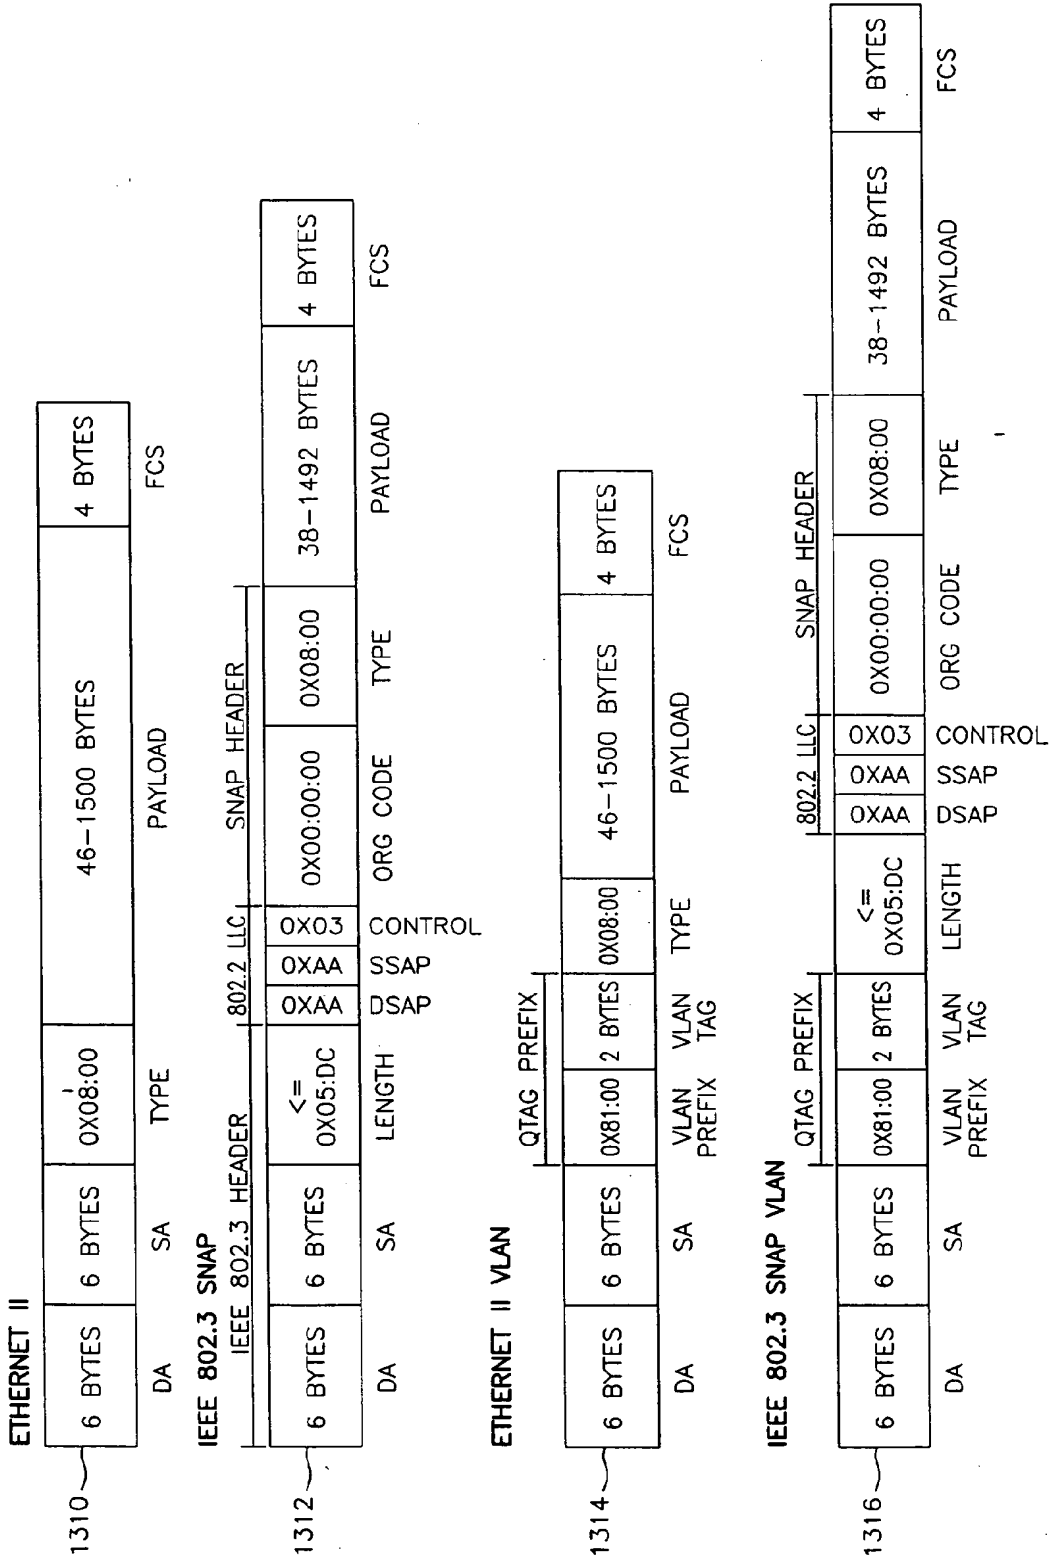 ETHERNET II
1310
6 BYTES 6 BYTES 0X08:00 46-1500 BYTES 4 BYTES
DA SA TYPE PAYLOAD FCS
IEEE 802.3 SNAP
IEEE 802.3 HEADER 802.2 LLC SNAP HEADER
1312
6 BYTES 6 BYTES <= 0X05:DC 0XAA 0XAA 0X03 0X00:00:00 0X08:00 38-1492 BYTES 4 BYTES
DA SA LENGTH DSAP SSAP CONTROL ORG CODE TYPE PAYLOAD FCS
ETHERNET II VLAN
QTAG PREFIX
1314
6 BYTES 6 BYTES 0X81:00 2 BYTES 0X08:00 46-1500 BYTES 4 BYTES
DA SA VLAN PREFIX VLAN TAG TYPE PAYLOAD FCS
IEEE 802.3 SNAP VLAN
QTAG PREFIX 802.2 LLC SNAP HEADER
1316
6 BYTES 6 BYTES 0X81:00 2 BYTES <= 0X05:DC 0XAA 0XAA 0X03 0X00:00:00 0X08:00 38-1492 BYTES 4 BYTES
DA SA VLAN PREFIX VLAN TAG LENGTH DSAP SSAP CONTROL ORG CODE TYPE PAYLOAD FCS